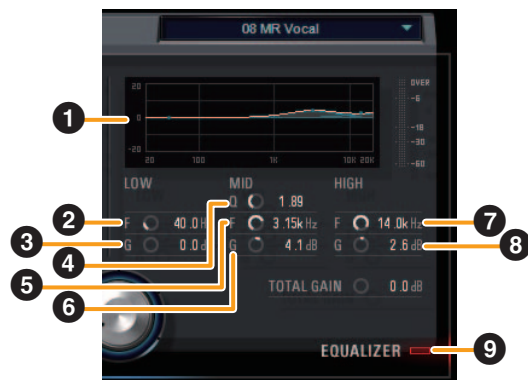 08 MR Vocal
20
0
-20
20 100 1K 10K 20K
OVER
-6
-18
-30
-60
LOW MID HIGH
Q 1.89
F 40.0 F 3.15k Hz F 14.0k Hz
G 0.0 G 4.1 dB G 2.6 dB
TOTAL GAIN 0.0 dB
EQUALIZER
1
2
3
4
5
6
7
8
9